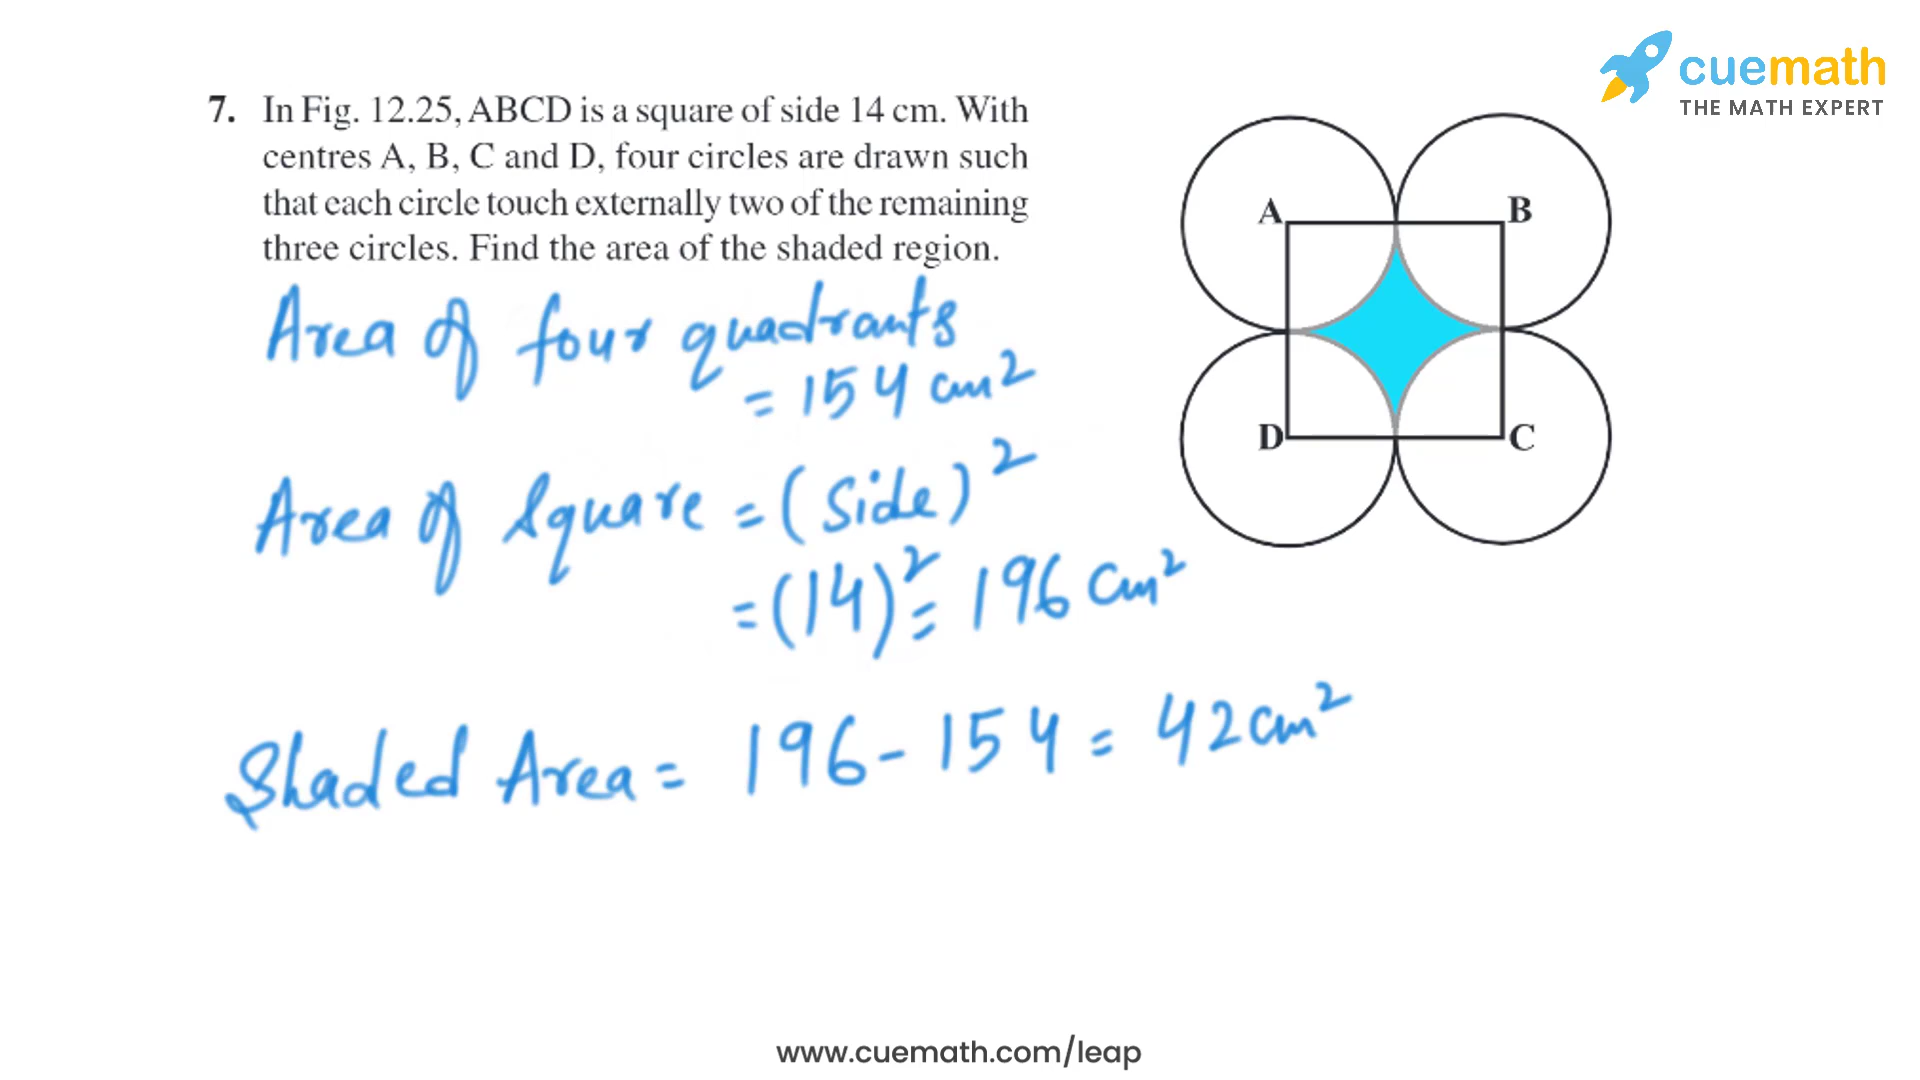 cuemath
THE MATH EXPERT
7. In Fig. 12.25, ABCD is a square of side 14 cm. With
centres A, B, C and D, four circles are drawn such
that each circle touch externally two of the remaining
three circles. Find the area of the shaded region.
A
B
D
C
Area of four quadrants
= 154 cm²
Area of Square = (Side)²
= (14)² = 196 cm²
Shaded Area = 196 - 154 = 42 cm²
www.cuemath.com/leap